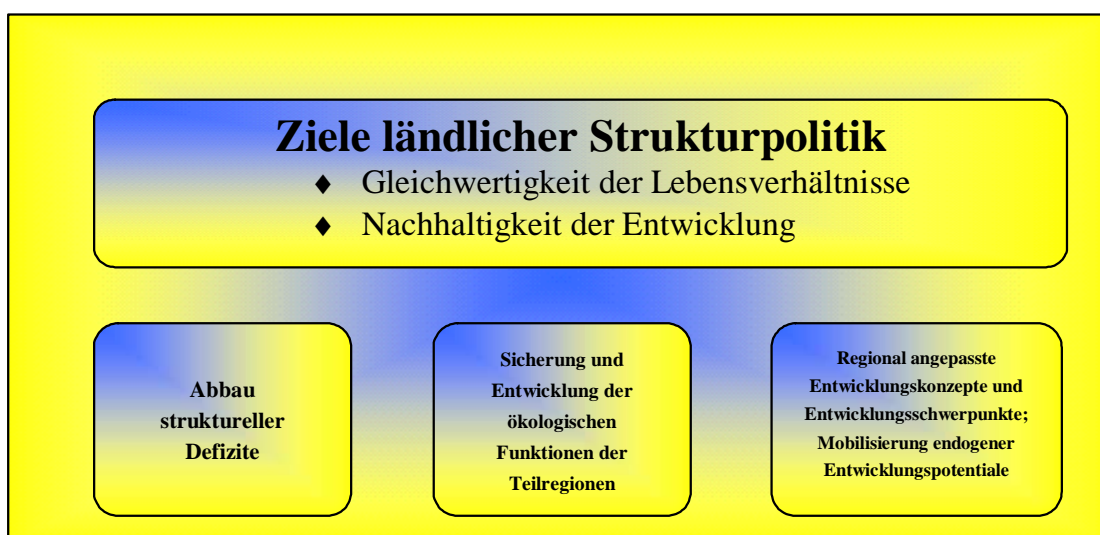 Ziele ländlicher Strukturpolitik
♦ Gleichwertigkeit der Lebensverhältnisse
♦ Nachhaltigkeit der Entwicklung
Abbau
struktureller
Defizite
Sicherung und
Entwicklung der
ökologischen
Funktionen der
Teilregionen
Regional angepasste
Entwicklungskonzepte und
Entwicklungsschwerpunkte;
Mobilisierung endogener
Entwicklungspotentiale